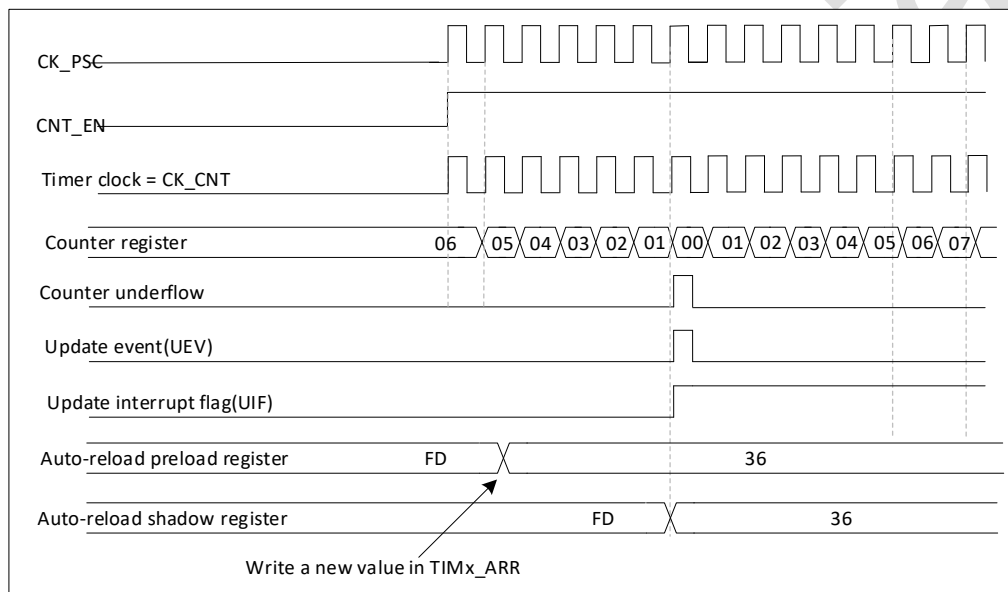 CK_PSC
CNT_EN
Timer clock = CK_CNT
Counter register 06 05 04 03 02 01 00 01 02 03 04 05 06 07
Counter underflow
Update event(UEV)
Update interrupt flag(UIF)
Auto-reload preload register FD 36
Auto-reload shadow register FD 36
Write a new value in TIMx_ARR